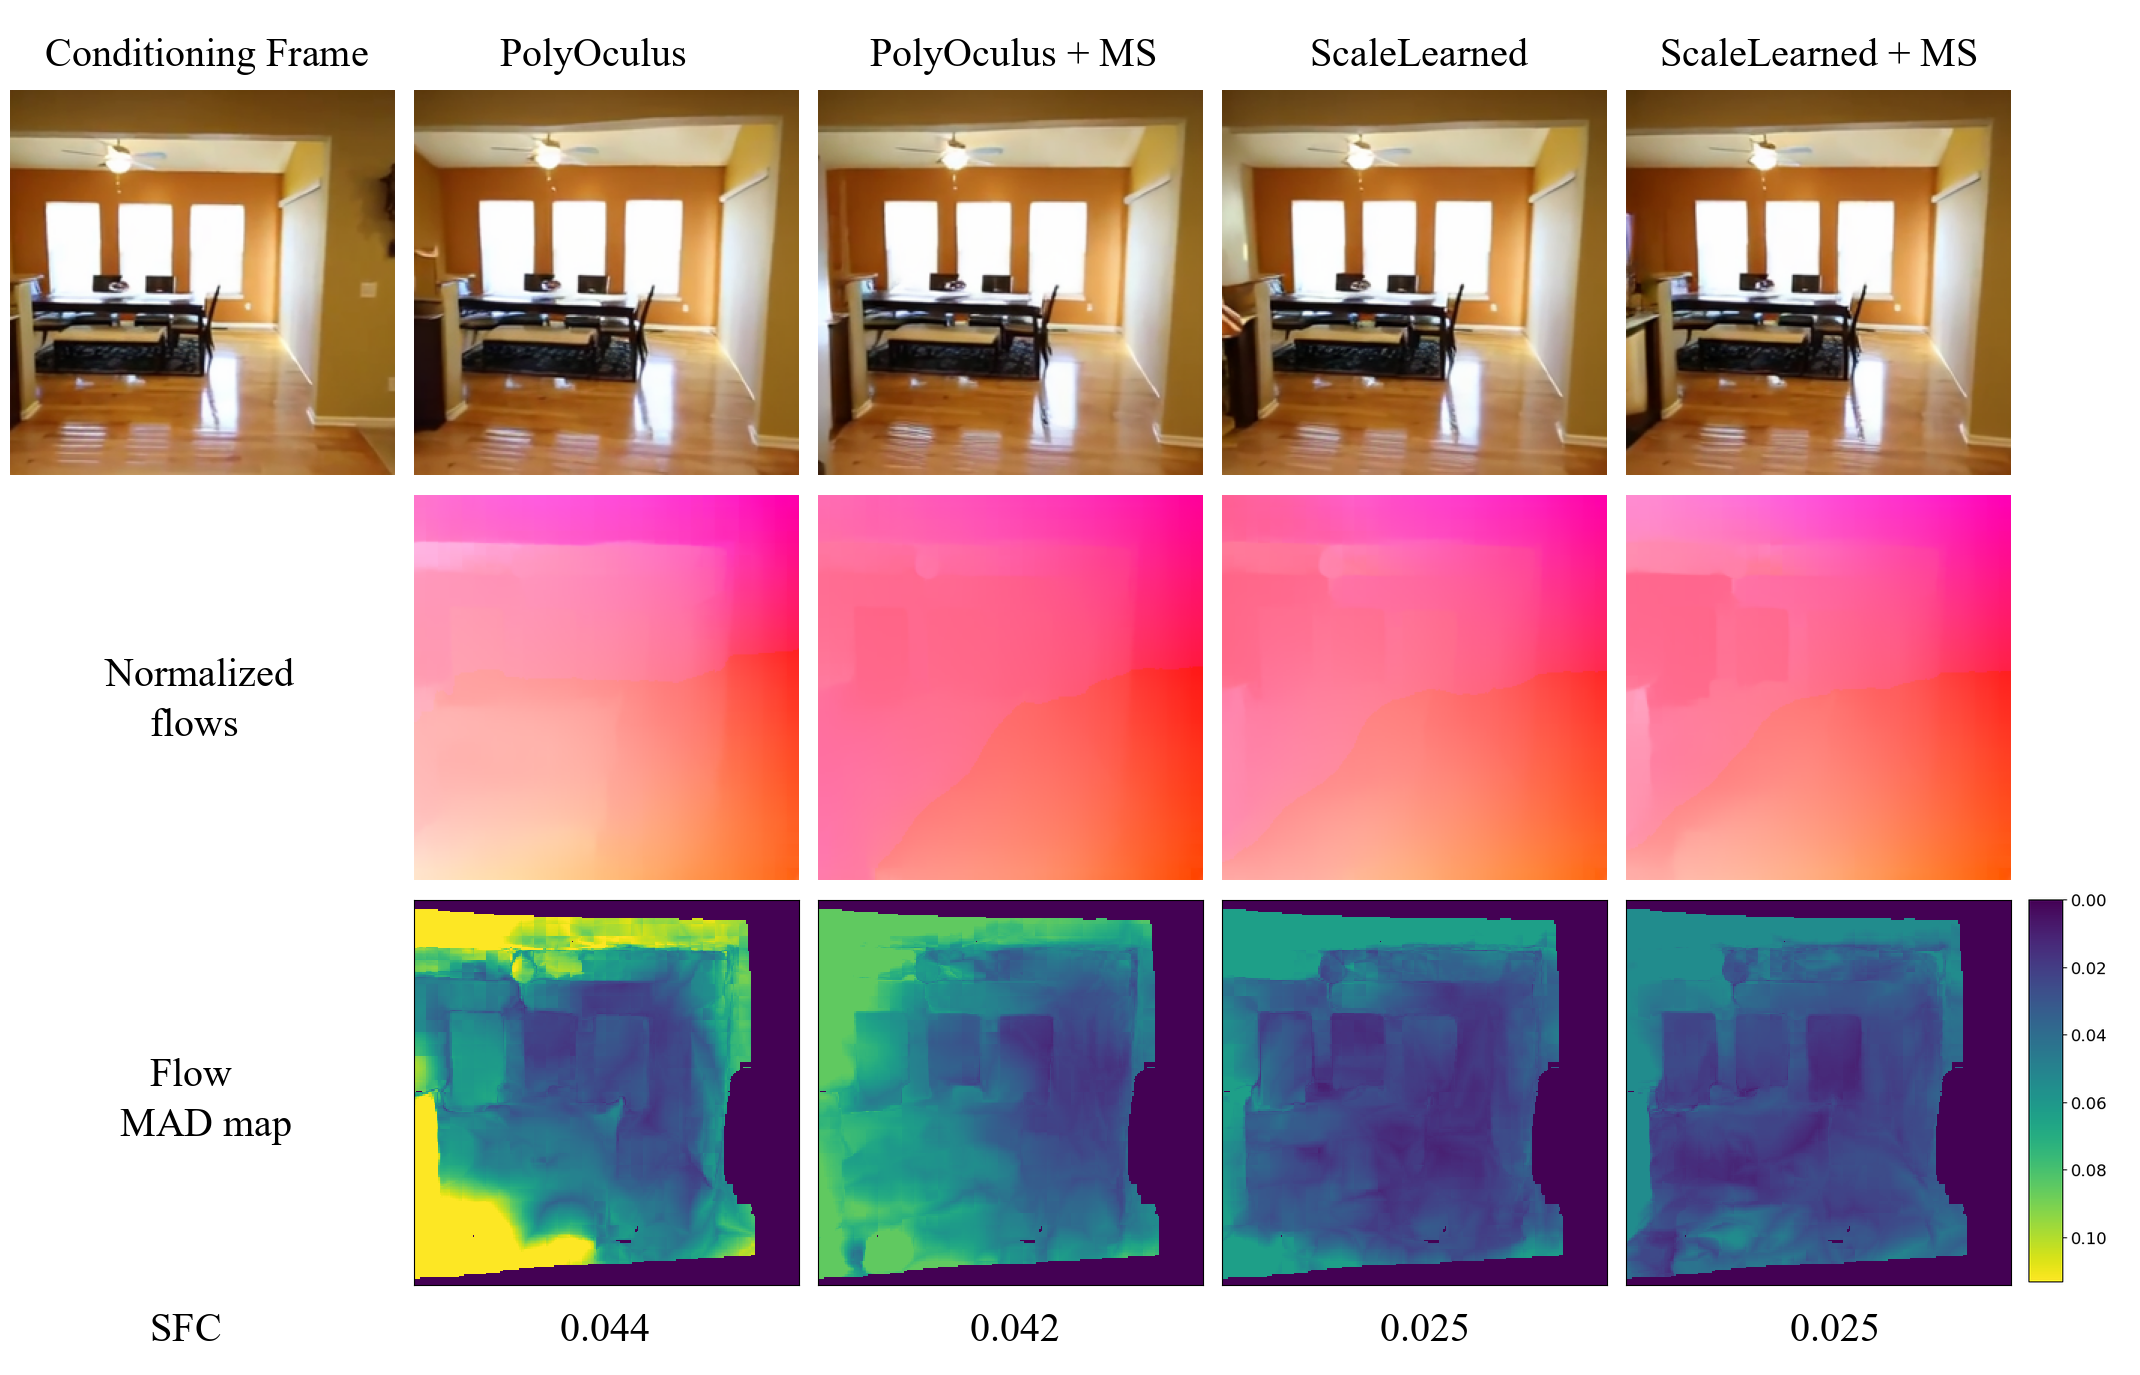 Conditioning Frame
PolyOculus
PolyOculus + MS
ScaleLearned
ScaleLearned + MS
Normalized
flows
Flow
MAD map
0.00
0.02
0.04
0.06
0.08
0.10
SFC
0.044
0.042
0.025
0.025